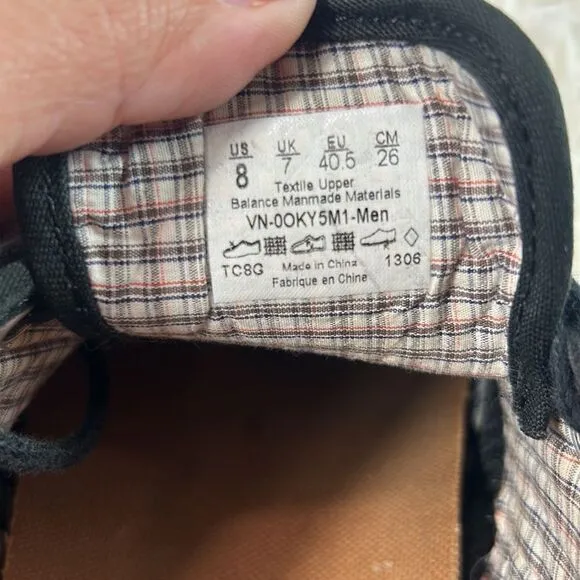 US UK EU CM
8 7 40.5 26
Textile Upper
Balance Manmade Materials
VN-0OKY5M1-Men
TC8G Made in China 1306
Fabrique en Chine